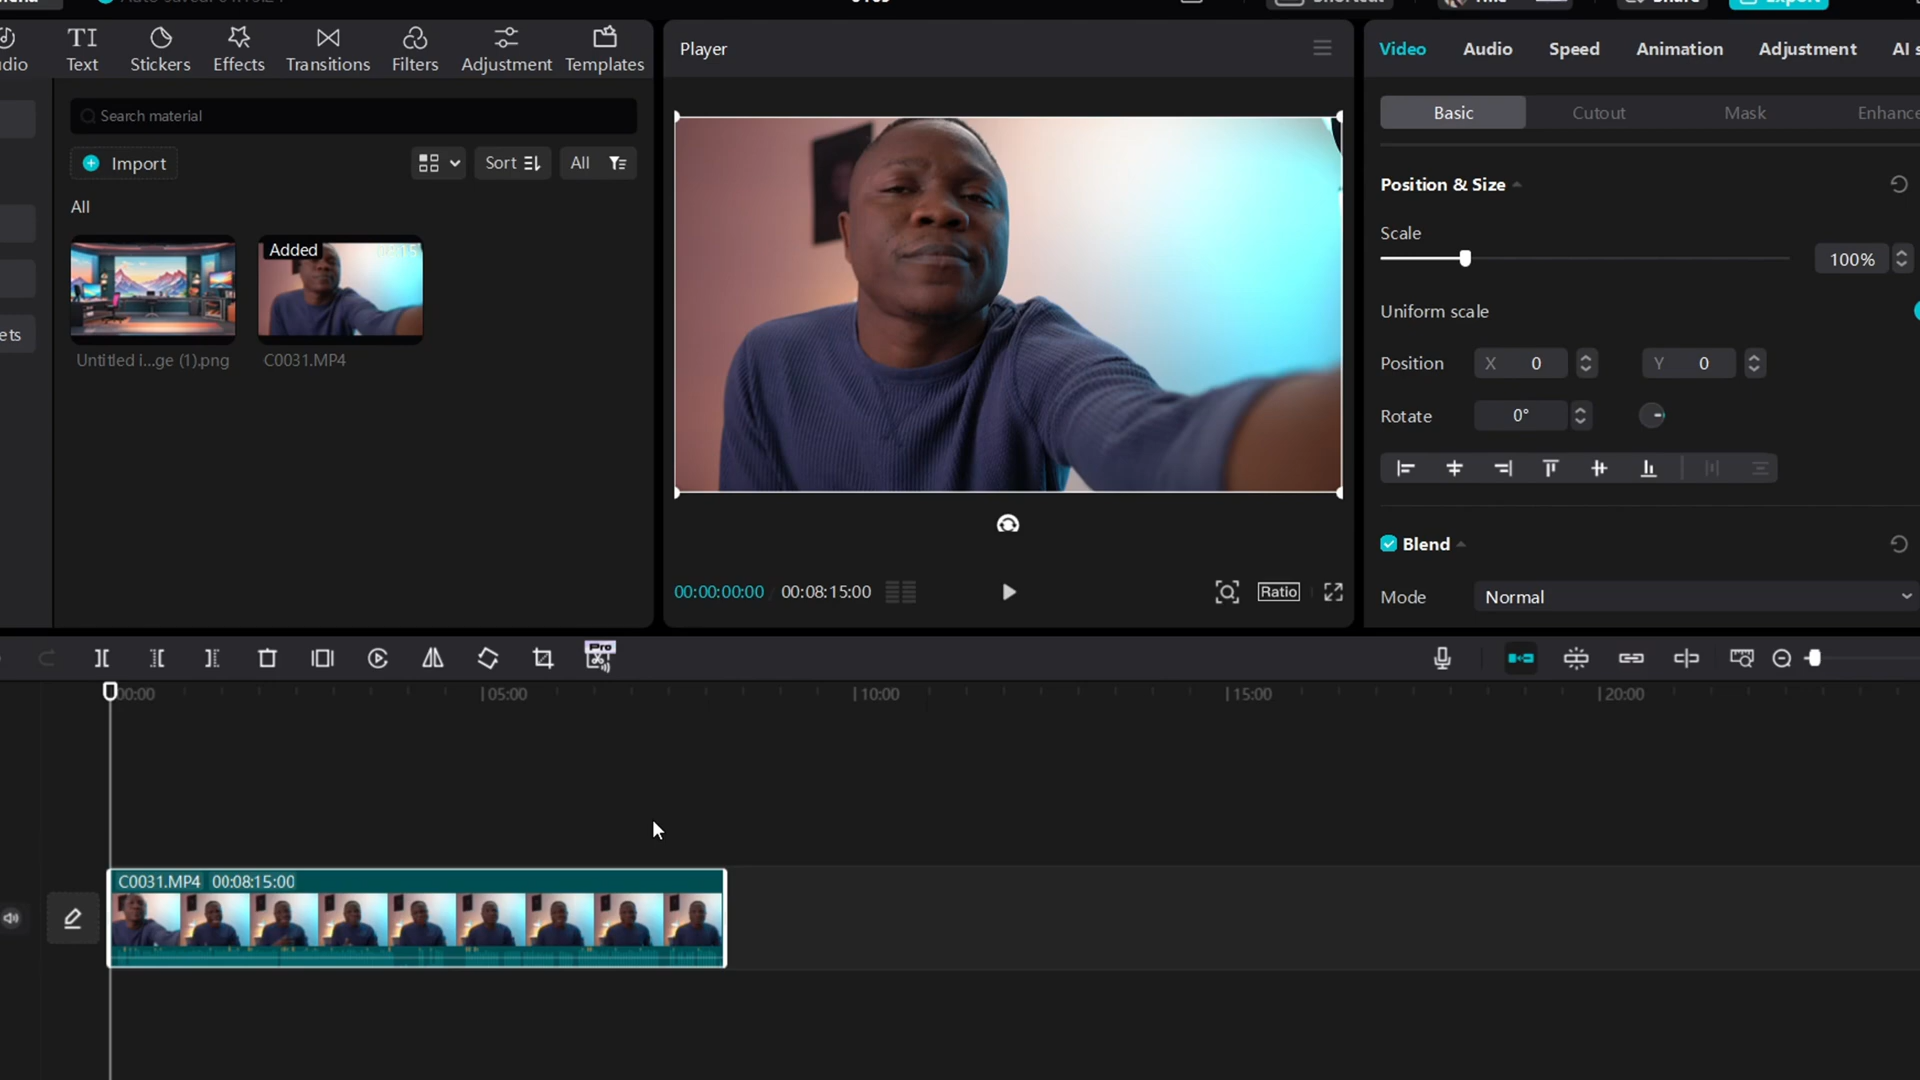 Share
Export
Text
Stickers
Effects
Transitions
Filters
Adjustment
Templates
Player
Video
Audio
Speed
Animation
Adjustment
Search material
Basic
Cutout
Mask
Enhance
Import
Sort
All
All
Position & Size
Added
Scale
100%
Uniform scale
Untitled i...ge (1).png
C0031.MP4
Position
X 0
Y 0
Rotate
0°
Blend
00:00:00:00
00:08:15:00
Ratio
Mode
Normal
Pro
00:00
05:00
10:00
15:00
20:00
C0031.MP4 00:08:15:00